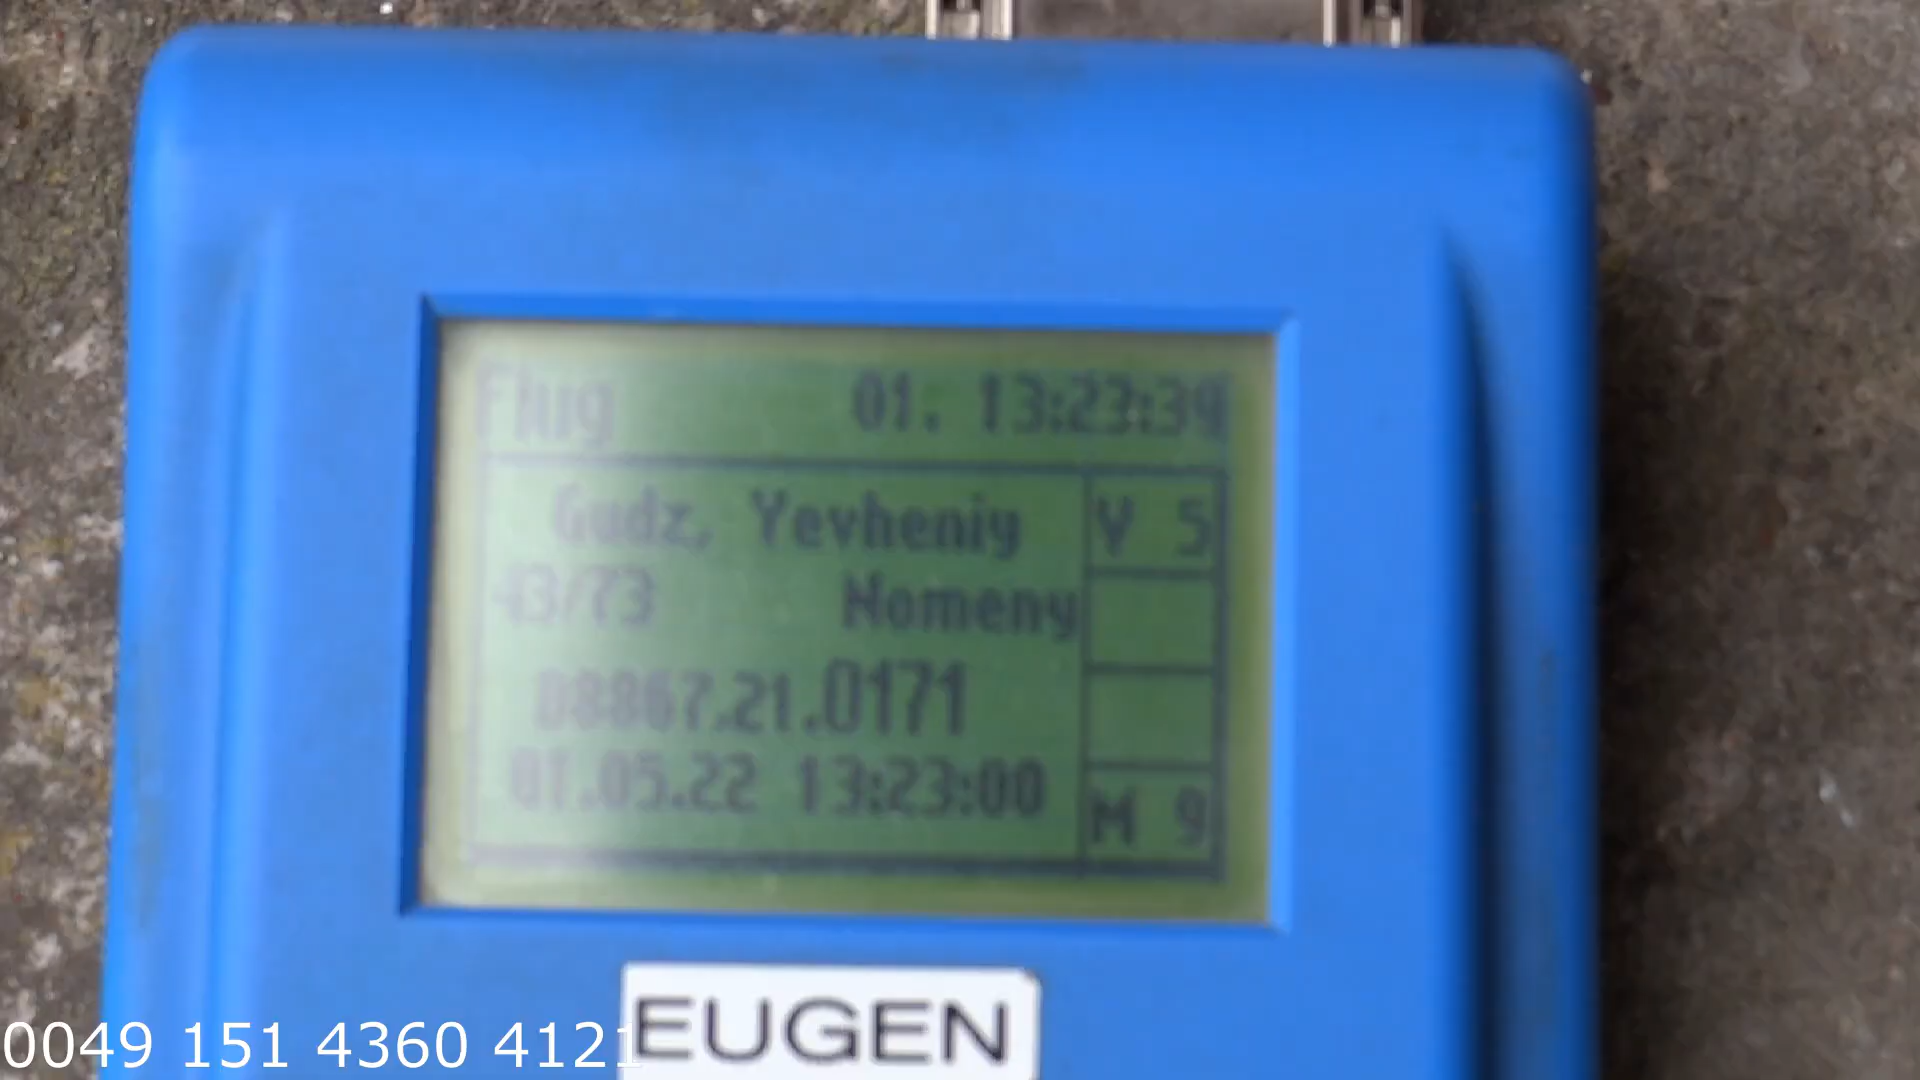 Flug 01. 13:23:39
Gudz, Yevheniy V 5
43/73 Nomeny
08867.21.0171
01.05.22 13:23:00 M 9
EUGEN
0049 151 4360 4121